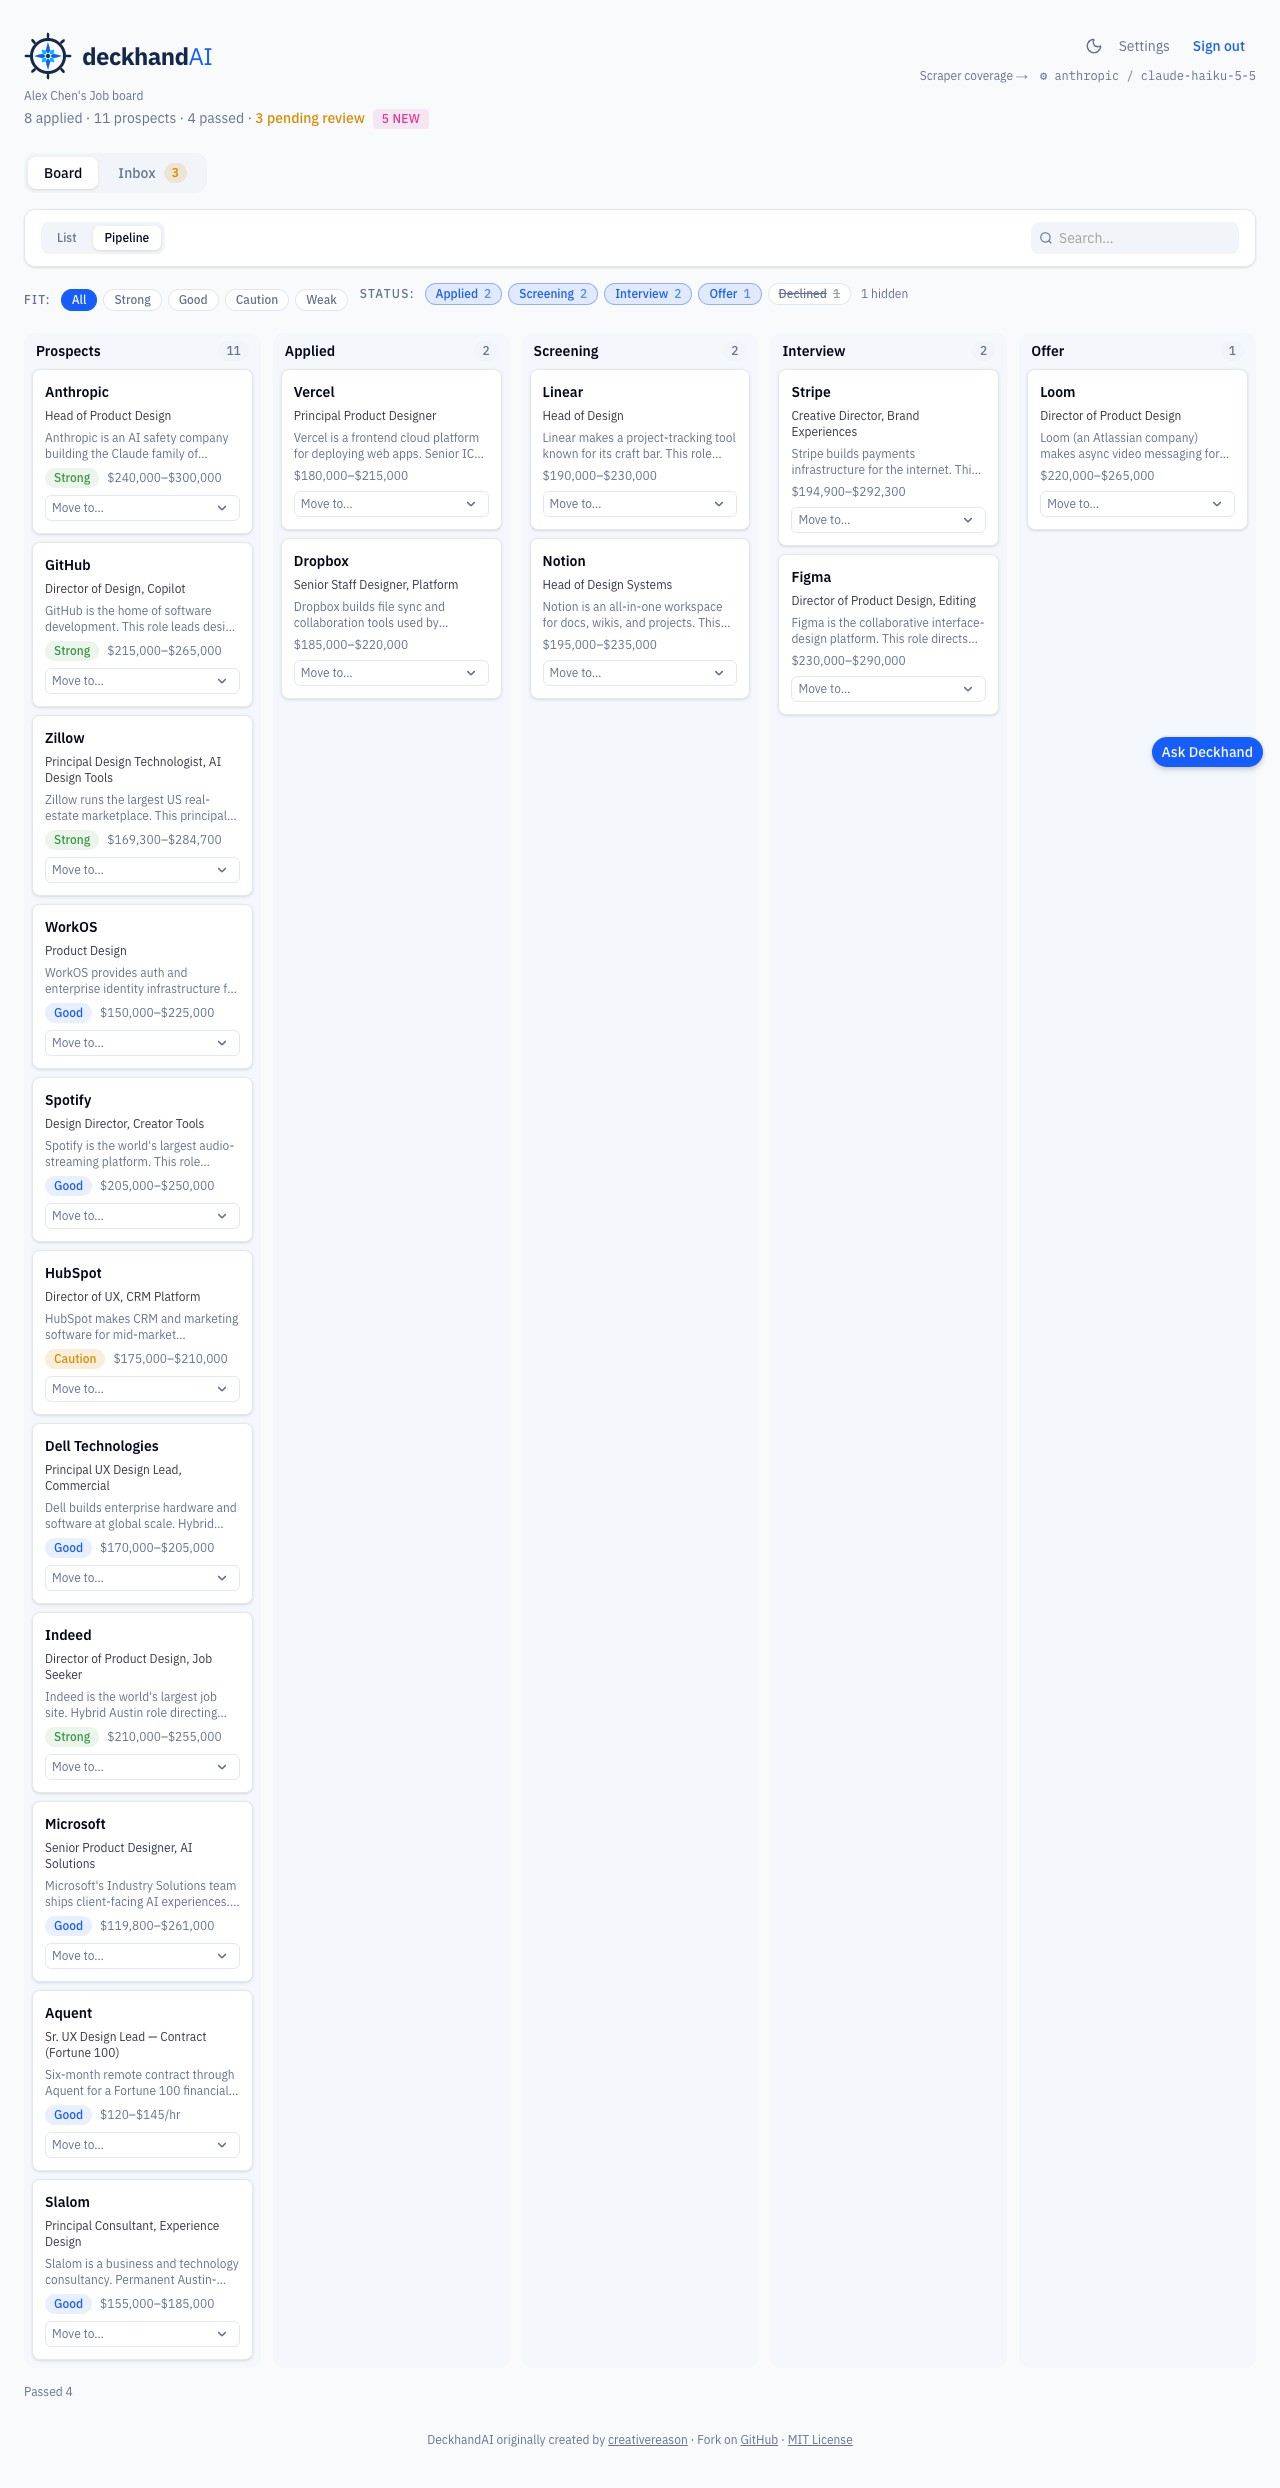 deckhandAI
Settings
Sign out
Scraper coverage → ⚙ anthropic / claude-haiku-5-5
Alex Chen's Job board
8 applied · 11 prospects · 4 passed · 3 pending review 5 NEW
Board
Inbox 3
List
Pipeline
Search...
FIT: All Strong Good Caution Weak
STATUS: Applied 2 Screening 2 Interview 2 Offer 1 Declined 1 1 hidden
Prospects 11
Anthropic
Head of Product Design
Anthropic is an AI safety company
building the Claude family of...
Strong $240,000–$300,000
Move to...
GitHub
Director of Design, Copilot
GitHub is the home of software
development. This role leads desi...
Strong $215,000–$265,000
Move to...
Zillow
Principal Design Technologist, AI
Design Tools
Zillow runs the largest US real-
estate marketplace. This principal...
Strong $169,300–$284,700
Move to...
WorkOS
Product Design
WorkOS provides auth and
enterprise identity infrastructure f...
Good $150,000–$225,000
Move to...
Spotify
Design Director, Creator Tools
Spotify is the world's largest audio-
streaming platform. This role...
Good $205,000–$250,000
Move to...
HubSpot
Director of UX, CRM Platform
HubSpot makes CRM and marketing
software for mid-market...
Caution $175,000–$210,000
Move to...
Dell Technologies
Principal UX Design Lead,
Commercial
Dell builds enterprise hardware and
software at global scale. Hybrid...
Good $170,000–$205,000
Move to...
Indeed
Director of Product Design, Job
Seeker
Indeed is the world's largest job
site. Hybrid Austin role directing...
Strong $210,000–$255,000
Move to...
Microsoft
Senior Product Designer, AI
Solutions
Microsoft's Industry Solutions team
ships client-facing AI experiences....
Good $119,800–$261,000
Move to...
Aquent
Sr. UX Design Lead — Contract
(Fortune 100)
Six-month remote contract through
Aquent for a Fortune 100 financial...
Good $120–$145/hr
Move to...
Slalom
Principal Consultant, Experience
Design
Slalom is a business and technology
consultancy. Permanent Austin-...
Good $155,000–$185,000
Move to...
Applied 2
Vercel
Principal Product Designer
Vercel is a frontend cloud platform
for deploying web apps. Senior IC...
$180,000–$215,000
Move to...
Dropbox
Senior Staff Designer, Platform
Dropbox builds file sync and
collaboration tools used by...
$185,000–$220,000
Move to...
Screening 2
Linear
Head of Design
Linear makes a project-tracking tool
known for its craft bar. This role...
$190,000–$230,000
Move to...
Notion
Head of Design Systems
Notion is an all-in-one workspace
for docs, wikis, and projects. This...
$195,000–$235,000
Move to...
Interview 2
Stripe
Creative Director, Brand
Experiences
Stripe builds payments
infrastructure for the internet. Thi...
$194,900–$292,300
Move to...
Figma
Director of Product Design, Editing
Figma is the collaborative interface-
design platform. This role directs...
$230,000–$290,000
Move to...
Offer 1
Loom
Director of Product Design
Loom (an Atlassian company)
makes async video messaging for...
$220,000–$265,000
Move to...
Ask Deckhand
Passed 4
DeckhandAI originally created by creativereason · Fork on GitHub · MIT License